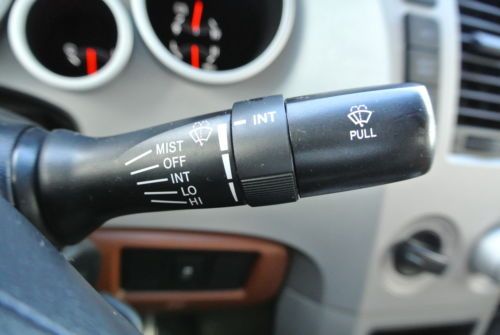 MIST
OFF
INT
LO
HI
INT
PULL